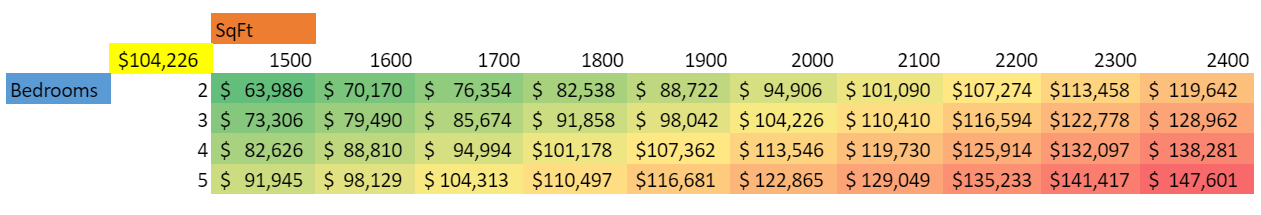 SqFt
$104,226 1500 1600 1700 1800 1900 2000 2100 2200 2300 2400
Bedrooms 2 $ 63,986 $ 70,170 $ 76,354 $ 82,538 $ 88,722 $ 94,906 $ 101,090 $107,274 $113,458 $ 119,642
3 $ 73,306 $ 79,490 $ 85,674 $ 91,858 $ 98,042 $ 104,226 $ 110,410 $116,594 $122,778 $ 128,962
4 $ 82,626 $ 88,810 $ 94,994 $101,178 $107,362 $ 113,546 $ 119,730 $125,914 $132,097 $ 138,281
5 $ 91,945 $ 98,129 $ 104,313 $110,497 $116,681 $ 122,865 $ 129,049 $135,233 $141,417 $ 147,601